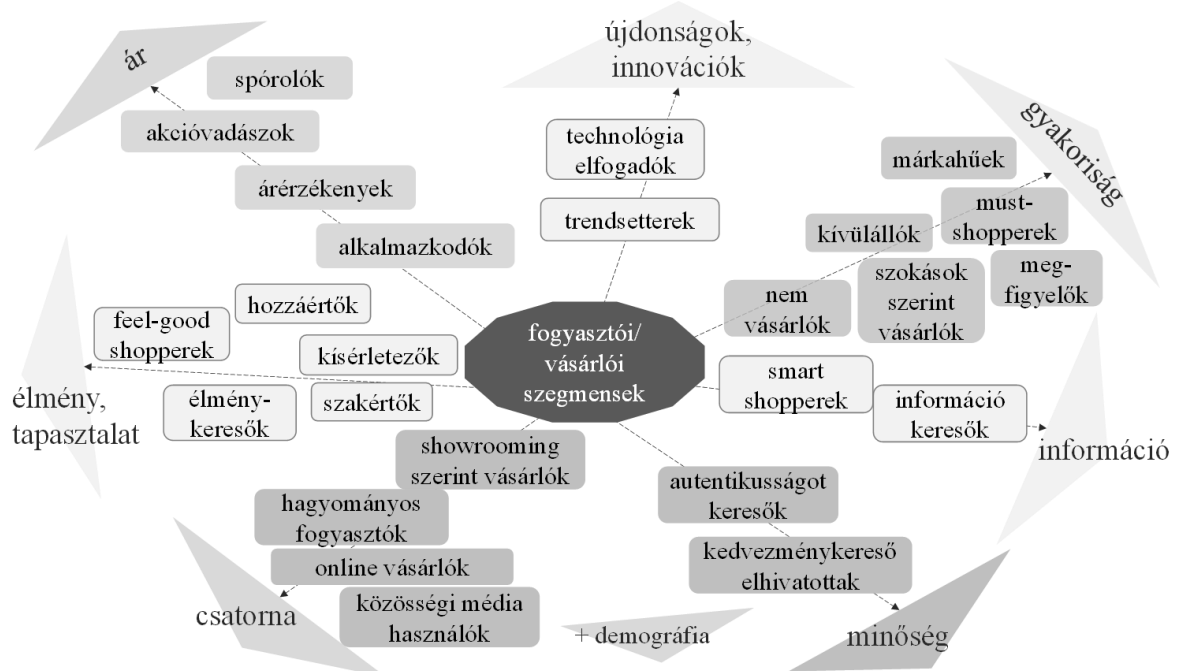 ár
spórolók
akcióvadászok
árérzékenyek
alkalmazkodók
újdonságok,
innovációk
technológia
elfogadók
trendsetterek
gyakoriság
márkahűek
must-
shopperek
kívülállók
meg-
figyelők
szokások
szerint
vásárlók
nem
vásárlók
fogyasztói/
vásárlói
szegmensek
hozzáértők
feel-good
shopperek
kísérletezők
élmény-
keresők
szakértők
élmény,
tapasztalat
smart
shopperek
információ
keresők
információ
showrooming
szerint vásárlók
hagyományos
fogyasztók
online vásárlók
közösségi média
használók
csatorna
autentikusságot
keresők
kedvezménykereső
elhivatottak
minőség
+ demográfia